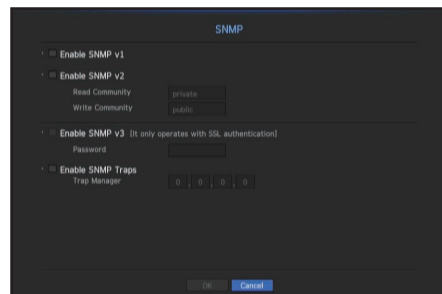 SNMP
Enable SNMP v1
Enable SNMP v2
Read Community private
Write Community public
Enable SNMP v3 [It only operates with SSL authentication]
Password
Enable SNMP Traps
Trap Manager 0 . 0 . 0 . 0
OK Cancel